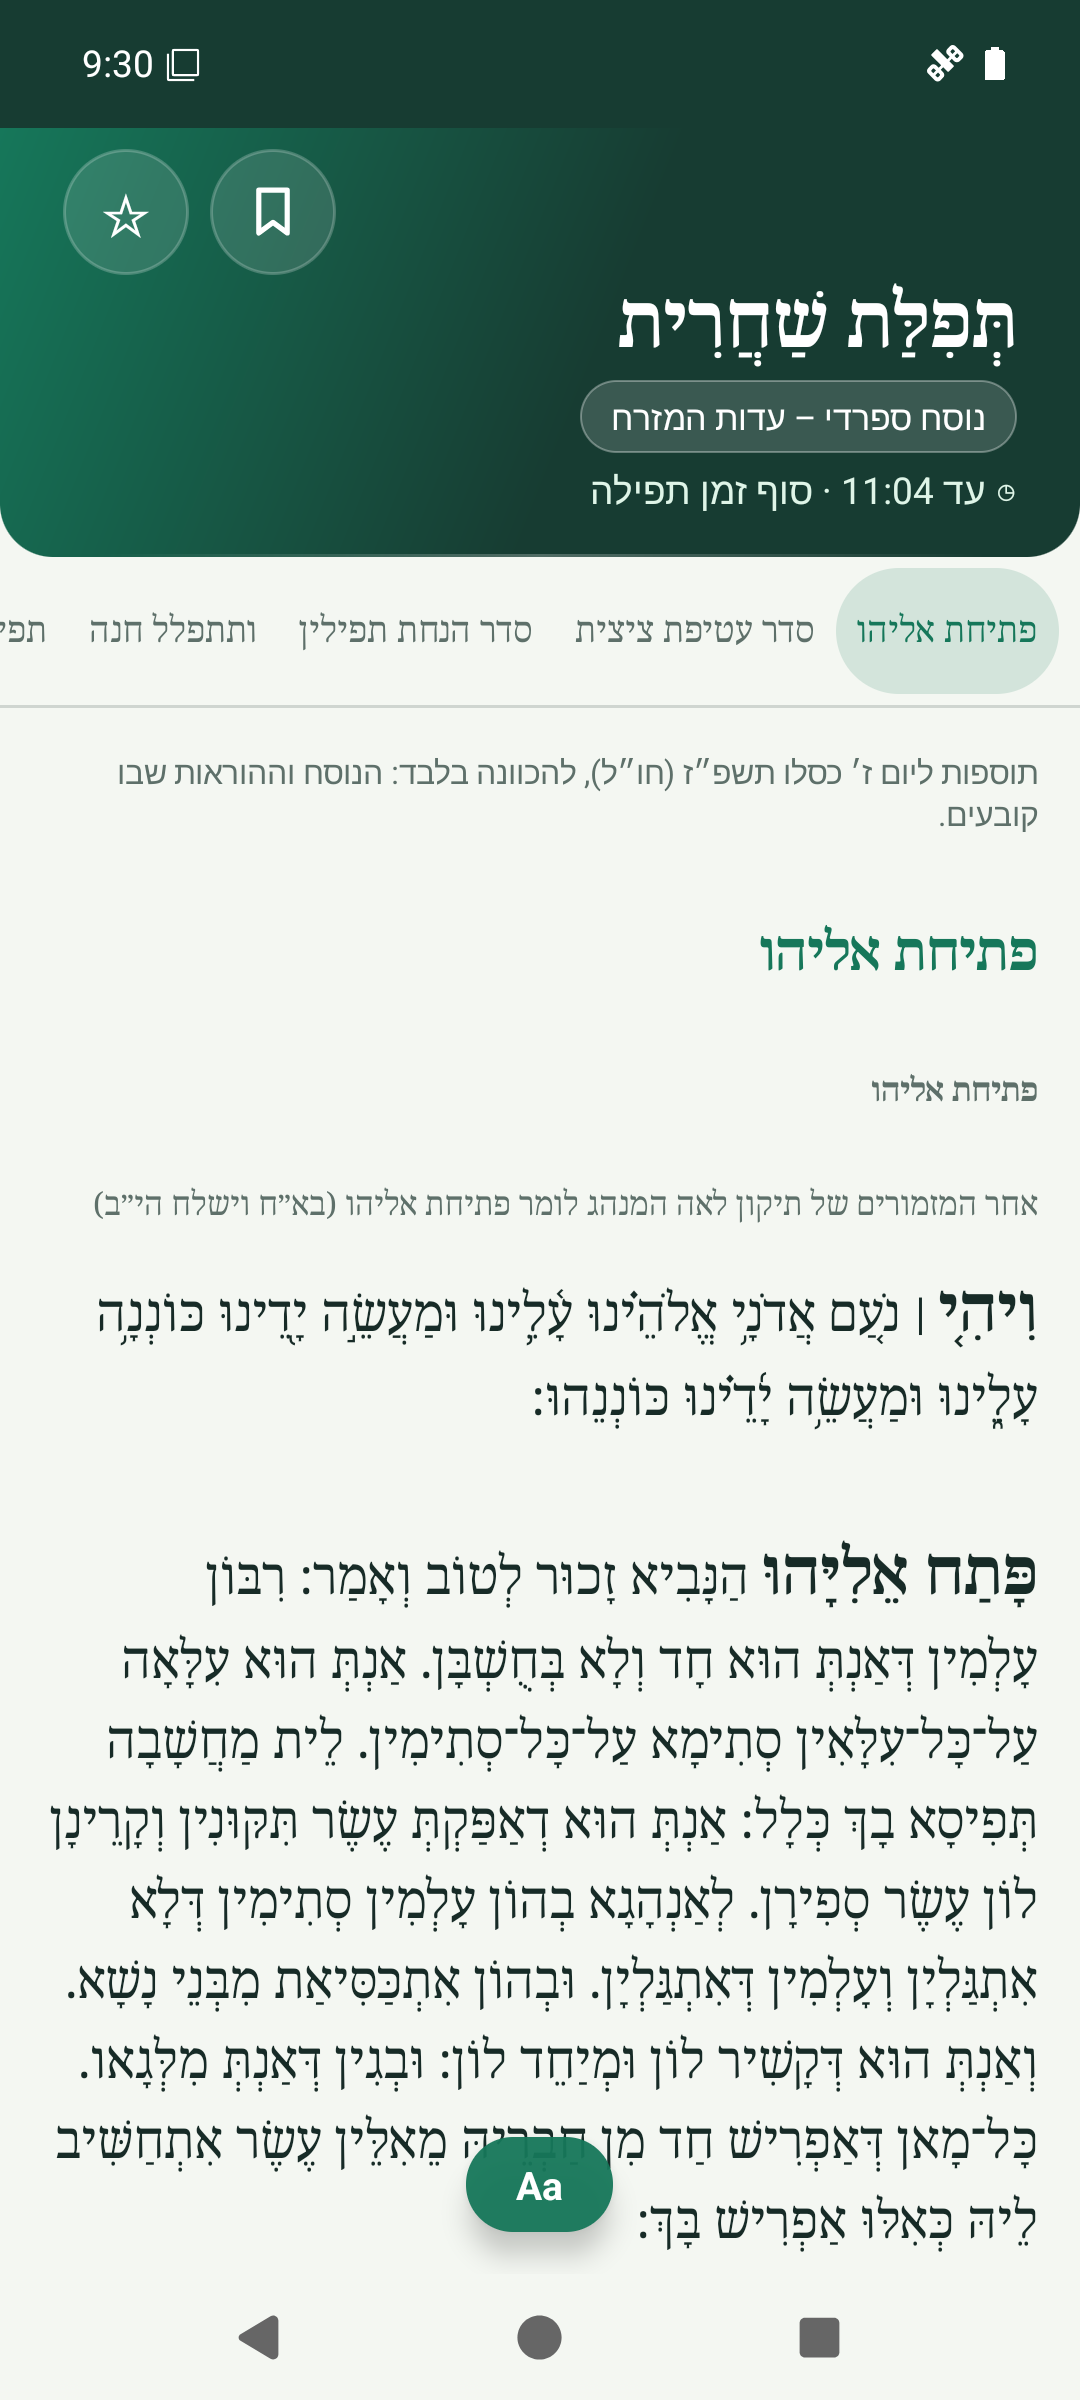 9:30
תְּפִלַּת שַׁחֲרִית
נוסח ספרדי – עדות המזרח
עד 11:04 · סוף זמן תפילה
פתיחת אליהו סדר עטיפת ציצית סדר הנחת תפילין ותתפלל חנה תפי
תוספות ליום ז׳ כסלו תשפ״ז (חו״ל), להכוונה בלבד: הנוסח וההוראות שבו
קובעים.
פתיחת אליהו
פתיחת אליהו
אחר המזמורים של תיקון לאה המנהג לומר פתיחת אליהו (בא״ח וישלח הי״ב)
וִיהִ֤י ׀ נֹ֤עַם אֲדֹנָ֥י אֱלֹהֵ֗ינוּ עָ֫לֵ֥ינוּ וּמַעֲשֵׂ֣ה יָ֭דֵינוּ כּוֹנְנָ֥ה
עָלֵ֑ינוּ וּֽמַעֲשֵׂ֥ה יָ֝דֵ֗ינוּ כּוֹנְנֵֽהוּ:
פָּתַח אֵלִיָּהוּ הַנָּבִיא זָכוּר לְטוֹב וְאָמַר: רִבּוֹן
עָלְמִין דְּאַנְתְּ הוּא חָד וְלָא בְּחֻשְׁבָּן. אַנְתְּ הוּא עִלָּאָה
עַל־כָּל־עִלָּאִין סְתִימָא עַל־כָּל־סְתִימִין. לֵית מַחֲשָׁבָה
תְּפִיסָא בָךְ כְּלָל: אַנְתְּ הוּא דְאַפַּקְתְּ עֶשֶׂר תִּקּוּנִין וְקָרֵינָן
לוֹן עֶשֶׂר סְפִירָן. לְאַנְהָגָא בְהוֹן עָלְמִין סְתִימִין דְּלָא
אִתְגַּלְיָן וְעָלְמִין דְּאִתְגַּלְיָן. וּבְהוֹן אִתְכַּסִּיאַת מִבְּנֵי נָשָׁא.
וְאַנְתְּ הוּא דְּקָשִׁיר לוֹן וּמְיַחֵד לוֹן: וּבְגִין דְּאַנְתְּ מִלְּגָאו.
כָּל־מָאן דְּאַפְרִישׁ חַד מִן חַבְרֵיהּ מֵאִלֵּין עֶשֶׂר אִתְחַשִּׁיב
לֵיהּ כְּאִלּוּ אַפְרִישׁ בָּךְ:
Aa